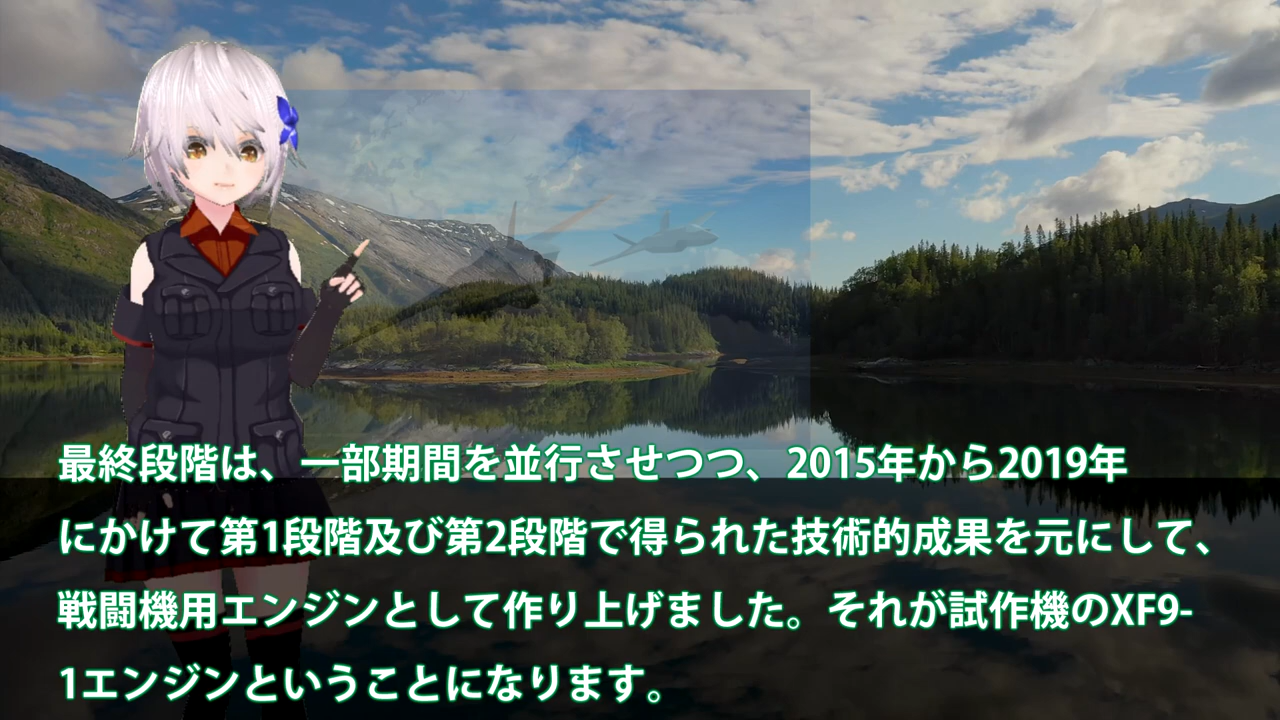 最終段階は、一部期間を並行させつつ、2015年から2019年
にかけて第1段階及び第2段階で得られた技術的成果を元にして、
戦闘機用エンジンとして作り上げました。それが試作機のXF9-
1エンジンということになります。